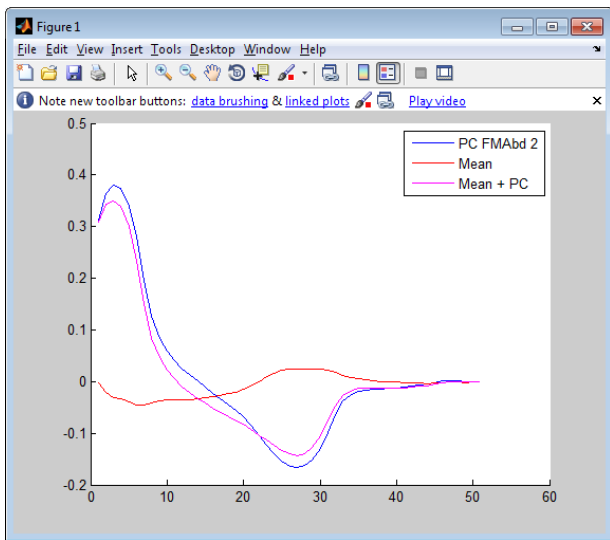 Figure 1
File Edit View Insert Tools Desktop Window Help
Note new toolbar buttons: data brushing & linked plots Play video
0.5
PC FMAbd 2
Mean
Mean + PC
0.4
0.3
0.2
0.1
0
-0.1
-0.2
0 10 20 30 40 50 60